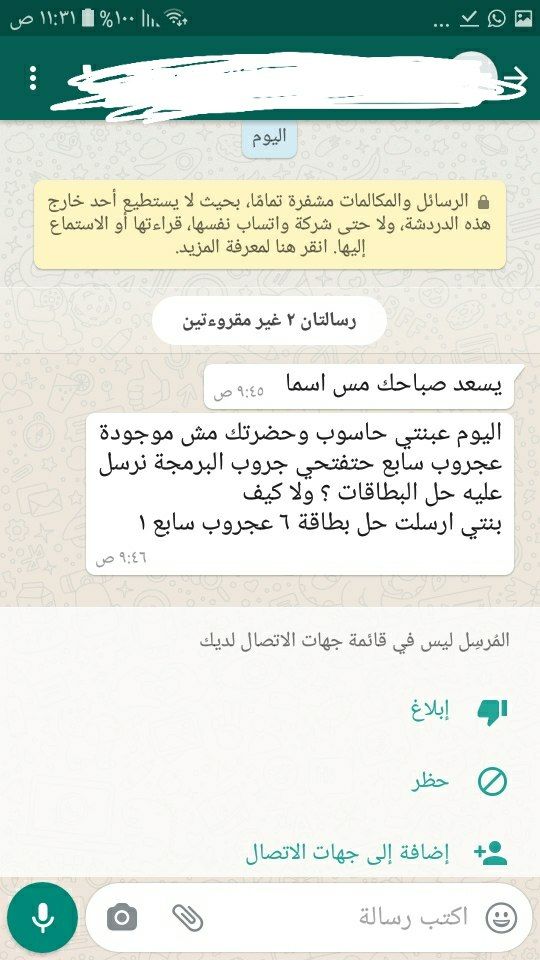 ١١:٣١ ص
%١٠٠
...
اليوم
الرسائل والمكالمات مشفرة تمامًا، بحيث لا يستطيع أحد خارج
هذه الدردشة، ولا حتى شركة واتساب نفسها، قراءتها أو الاستماع
إليها. انقر هنا لمعرفة المزيد.
رسالتان ٢ غير مقروءتين
يسعد صباحك مس اسما
٩:٤٥ ص
اليوم عبنتي حاسوب وحضرتك مش موجودة
عجروب سابع حتفتحي جروب البرمجة نرسل
عليه حل البطاقات ؟ ولا كيف
بنتي ارسلت حل بطاقة ٦ عجروب سابع ١
٩:٤٦ ص
المُرسِل ليس في قائمة جهات الاتصال لديك
إبلاغ
حظر
إضافة إلى جهات الاتصال
اكتب رسالة